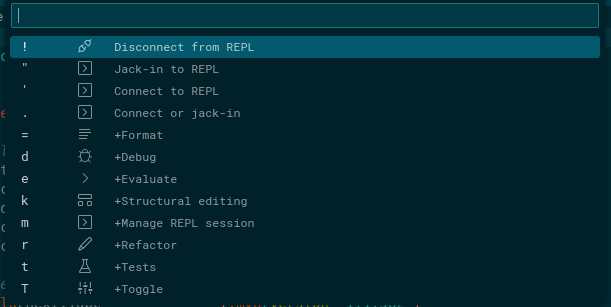 ! Disconnect from REPL
" Jack-in to REPL
' Connect to REPL
. Connect or jack-in
= +Format
d +Debug
e +Evaluate
k +Structural editing
m +Manage REPL session
r +Refactor
t +Tests
T +Toggle